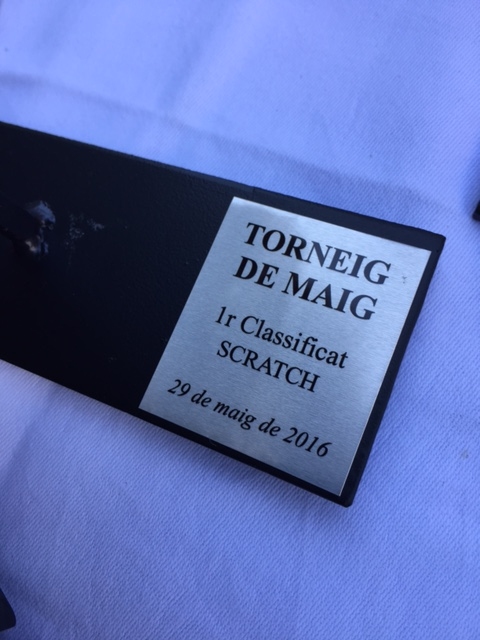 TORNEIG
DE MAIG
1r Classificat
SCRATCH
29 de maig de 2016